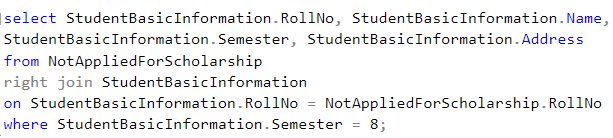 select StudentBasicInformation.RollNo, StudentBasicInformation.Name,
StudentBasicInformation.Semester, StudentBasicInformation.Address
from NotAppliedForScholarship
right join StudentBasicInformation
on StudentBasicInformation.RollNo = NotAppliedForScholarship.RollNo
where StudentBasicInformation.Semester = 8;